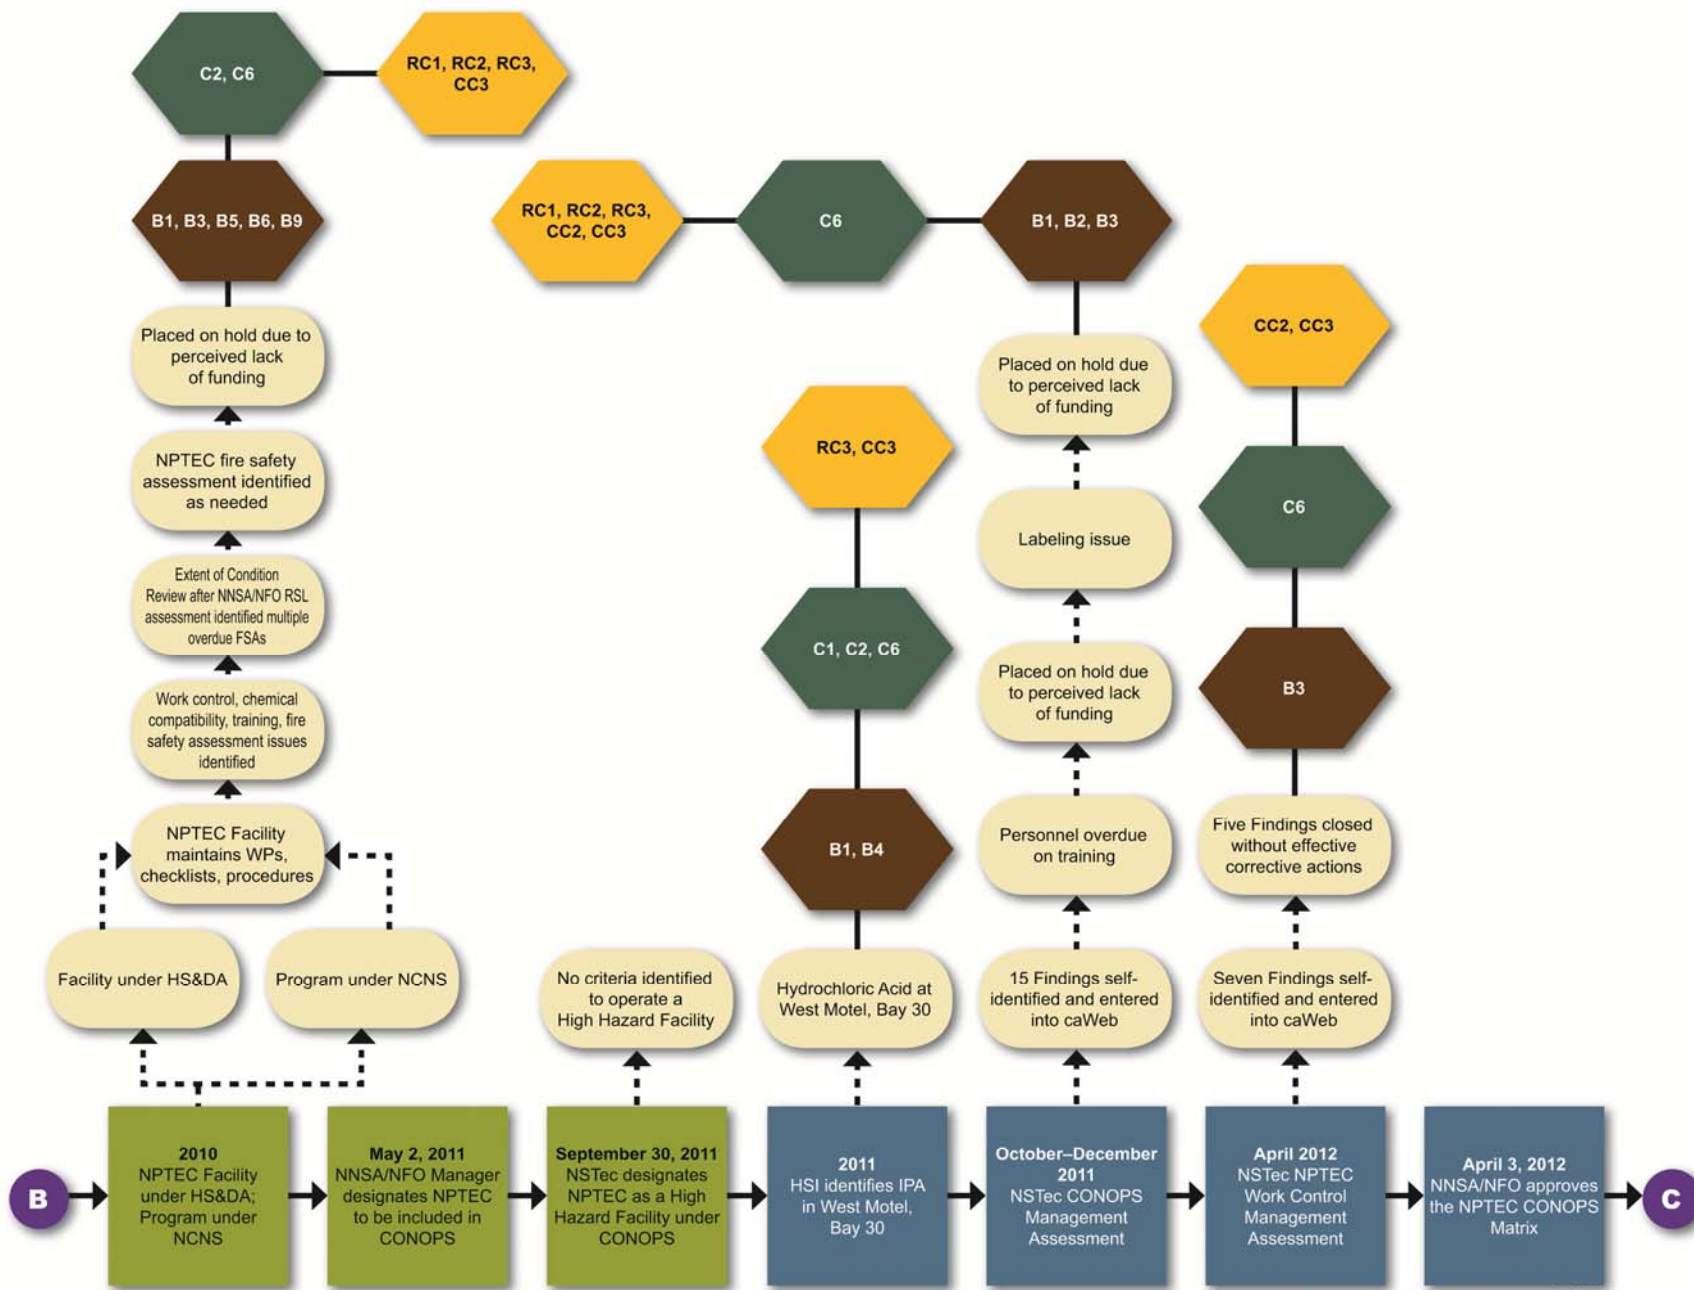 C2, C6
RC1, RC2, RC3,
CC3
B1, B3, B5, B6, B9
RC1, RC2, RC3,
CC2, CC3
C6
B1, B2, B3
Placed on hold due to
perceived lack
of funding
NPTEC fire safety
assessment identified
as needed
Extent of Condition
Review after NNSA/NFO RSL
assessment identified multiple
overdue FSAs
Work control, chemical
compatibility, training, fire
safety assessment issues
identified
NPTEC Facility
maintains WPs,
checklists, procedures
Facility under HS&DA
Program under NCNS
No criteria identified
to operate a
High Hazard Facility
RC3, CC3
C1, C2, C6
B1, B4
Hydrochloric Acid at
West Motel, Bay 30
Placed on hold due
to perceived lack
of funding
Labeling issue
Placed on hold due
to perceived lack
of funding
Personnel overdue
on training
15 Findings self-
identified and entered
into caWeb
CC2, CC3
C6
B3
Five Findings closed
without effective
corrective actions
Seven Findings self-
identified and entered
into caWeb
B
2010
NPTEC Facility
under HS&DA;
Program under
NCNS
May 2, 2011
NNSA/NFO Manager
designates NPTEC
to be included in
CONOPS
September 30, 2011
NSTec designates
NPTEC as a High
Hazard Facility under
CONOPS
2011
HSI identifies IPA
in West Motel,
Bay 30
October–December
2011
NSTec CONOPS
Management
Assessment
April 2012
NSTec NPTEC
Work Control
Management
Assessment
April 3, 2012
NNSA/NFO approves
the NPTEC CONOPS
Matrix
C